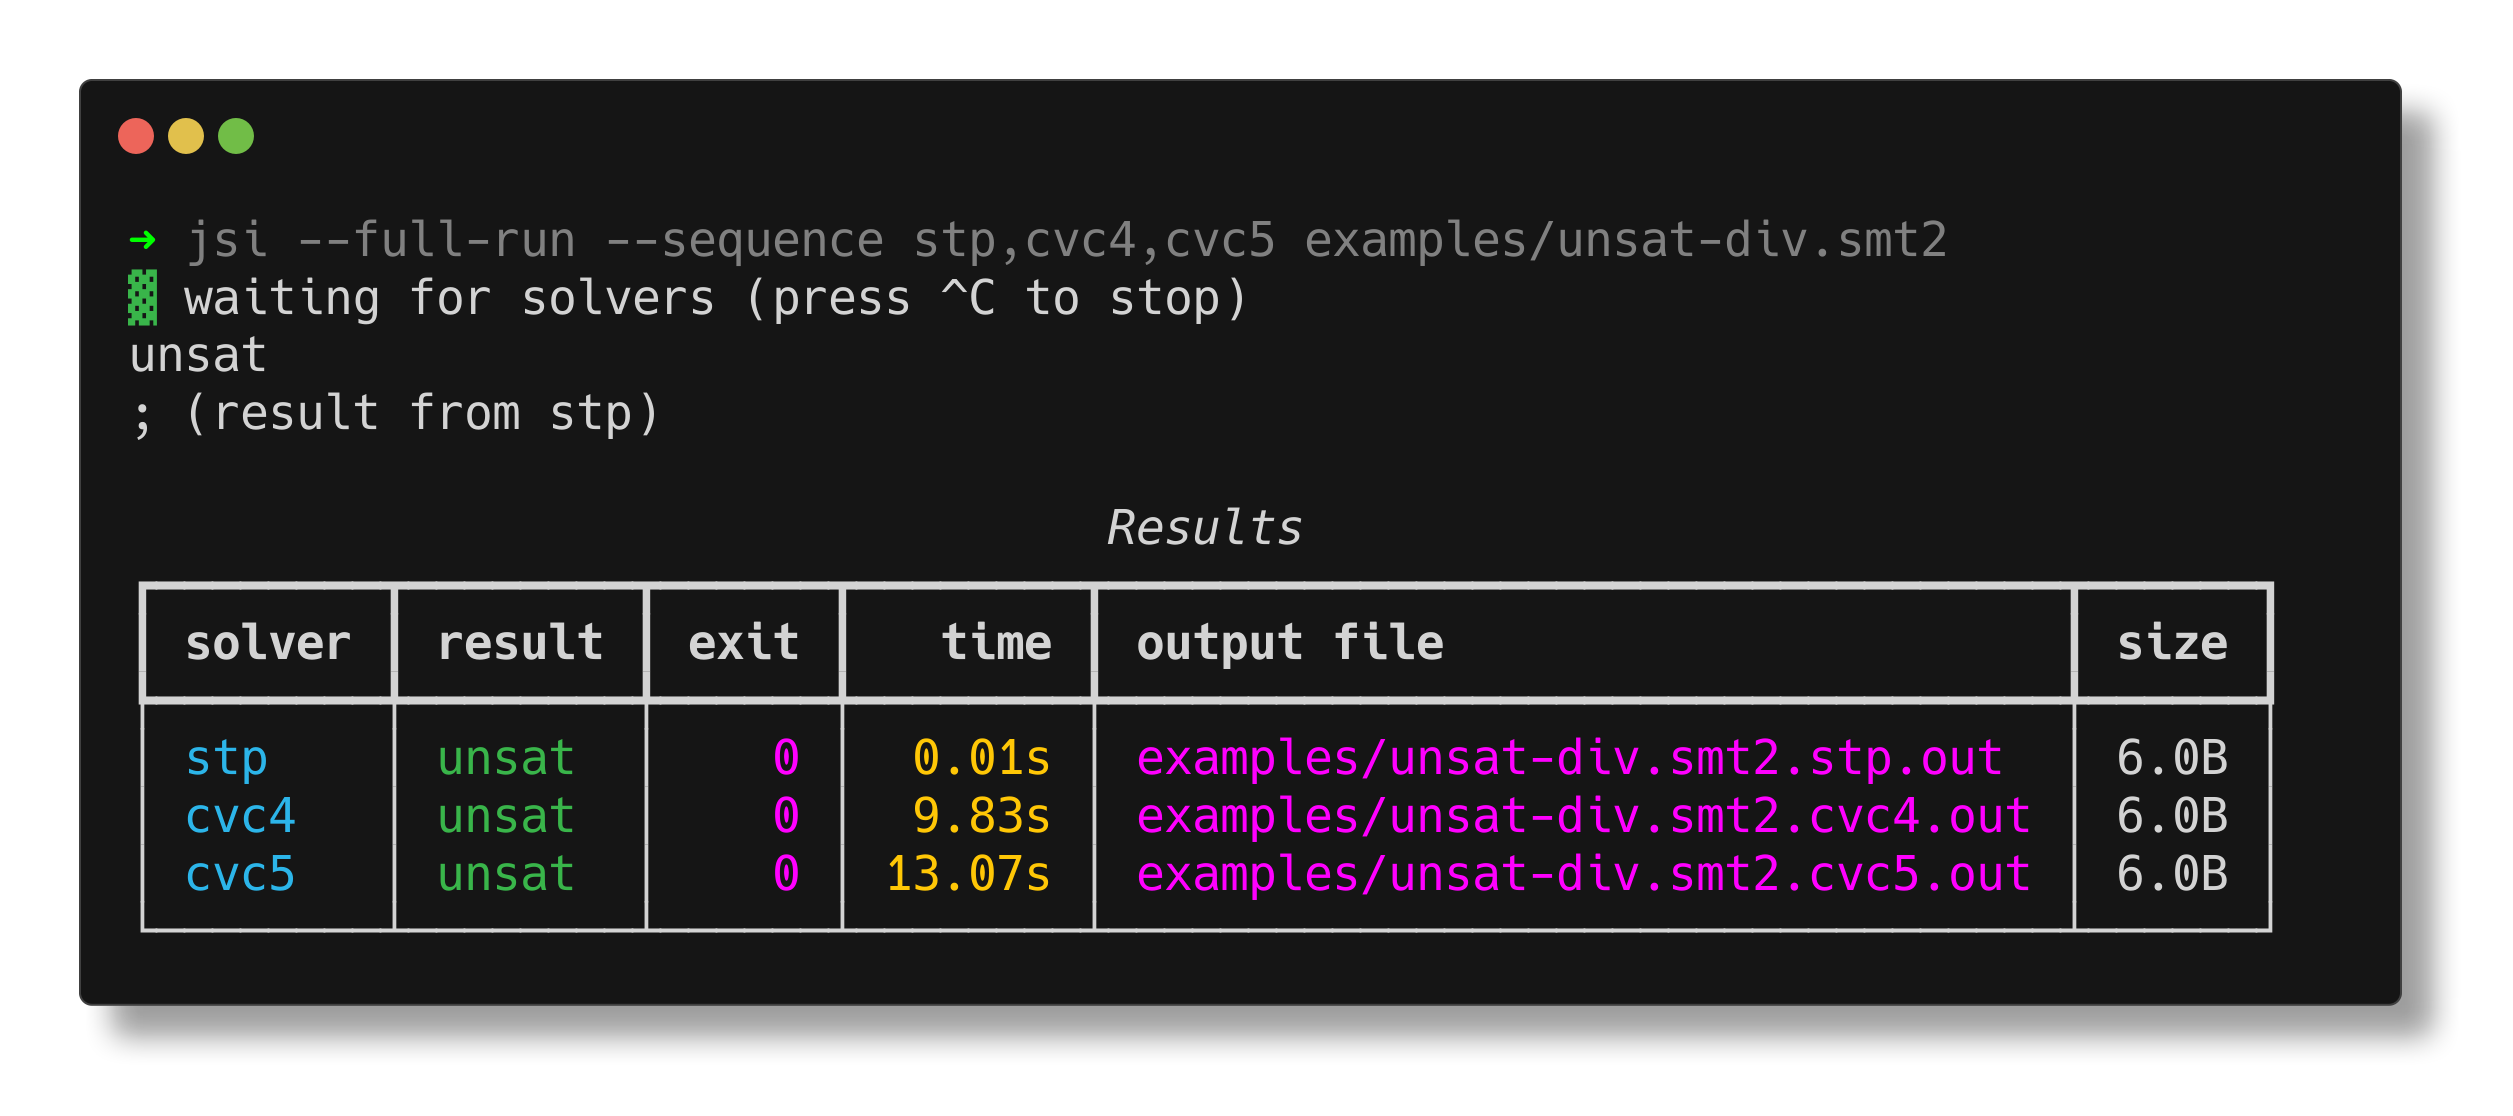 ➜ jsi --full-run --sequence stp,cvc4,cvc5 examples/unsat-div.smt2
▓ waiting for solvers (press ^C to stop)
unsat
; (result from stp)
Results
solver result exit time output file size
stp unsat 0 0.01s examples/unsat-div.smt2.stp.out 6.0B
cvc4 unsat 0 9.83s examples/unsat-div.smt2.cvc4.out 6.0B
cvc5 unsat 0 13.07s examples/unsat-div.smt2.cvc5.out 6.0B